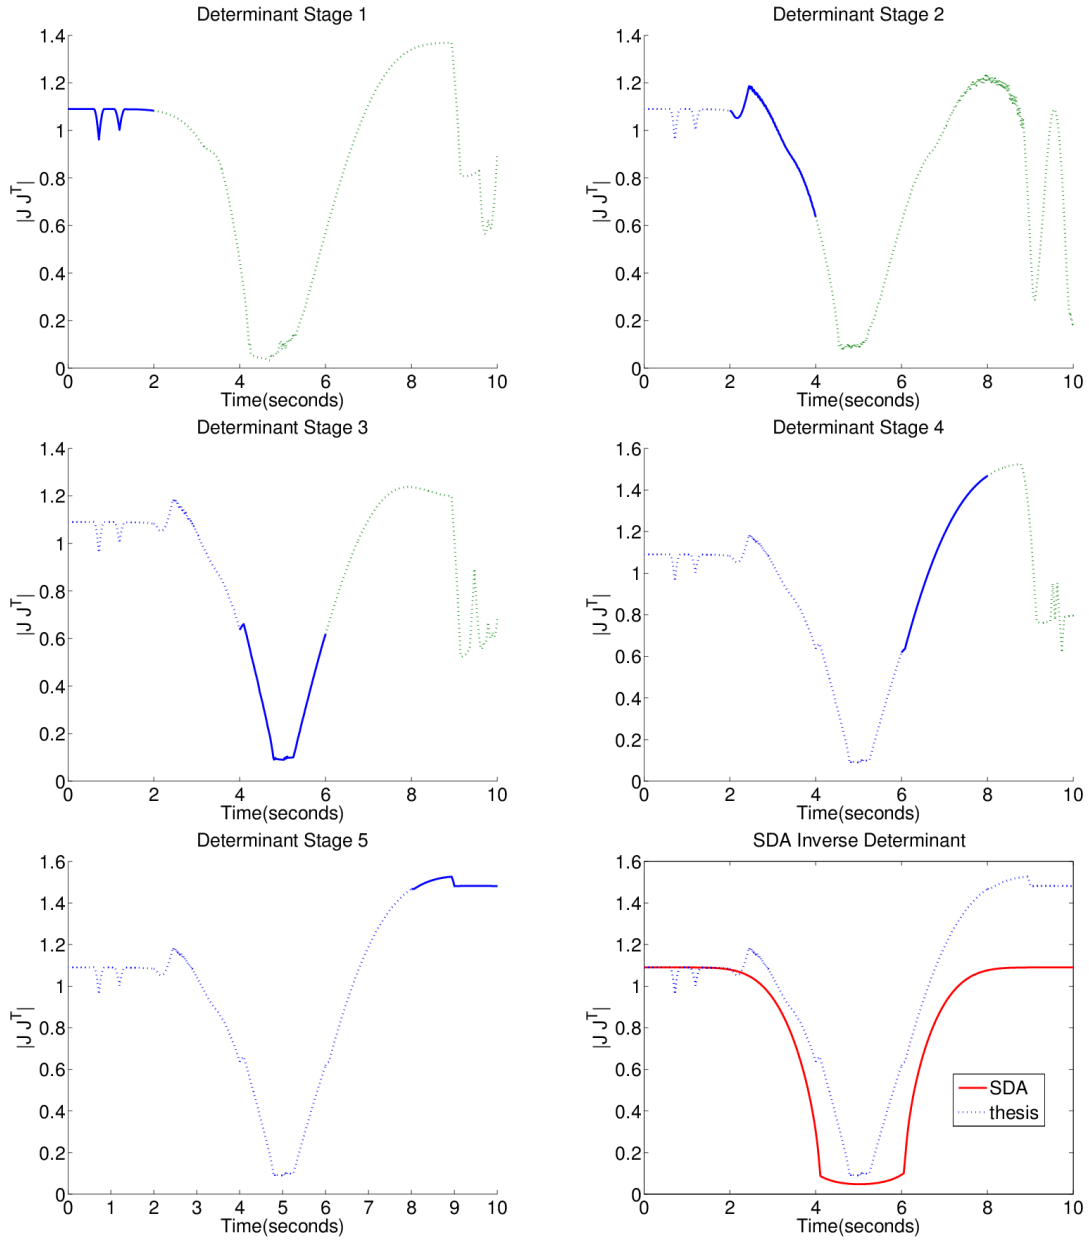 Determinant Stage 1
1.4
1.2
1
0.8
0.6
0.4
0.2
0
|J J^T|
0 2 4 6 8 10
Time(seconds)
Determinant Stage 2
1.4
1.2
1
0.8
0.6
0.4
0.2
0
|J J^T|
0 2 4 6 8 10
Time(seconds)
Determinant Stage 3
1.4
1.2
1
0.8
0.6
0.4
0.2
0
|J J^T|
0 2 4 6 8 10
Time(seconds)
Determinant Stage 4
1.6
1.4
1.2
1
0.8
0.6
0.4
0.2
0
|J J^T|
0 2 4 6 8 10
Time(seconds)
Determinant Stage 5
1.6
1.4
1.2
1
0.8
0.6
0.4
0.2
0
|J J^T|
0 1 2 3 4 5 6 7 8 9 10
Time(seconds)
SDA Inverse Determinant
1.6
1.4
1.2
1
0.8
0.6
0.4
0.2
0
|J J^T|
SDA
thesis
0 2 4 6 8 10
Time(seconds)